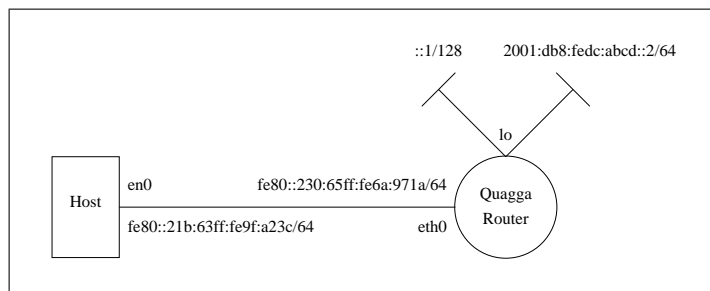 ::1/128
2001:db8:fedc:abcd::2/64
lo
en0
fe80::230:65ff:fe6a:971a/64
Host
Quagga
Router
fe80::21b:63ff:fe9f:a23c/64
eth0